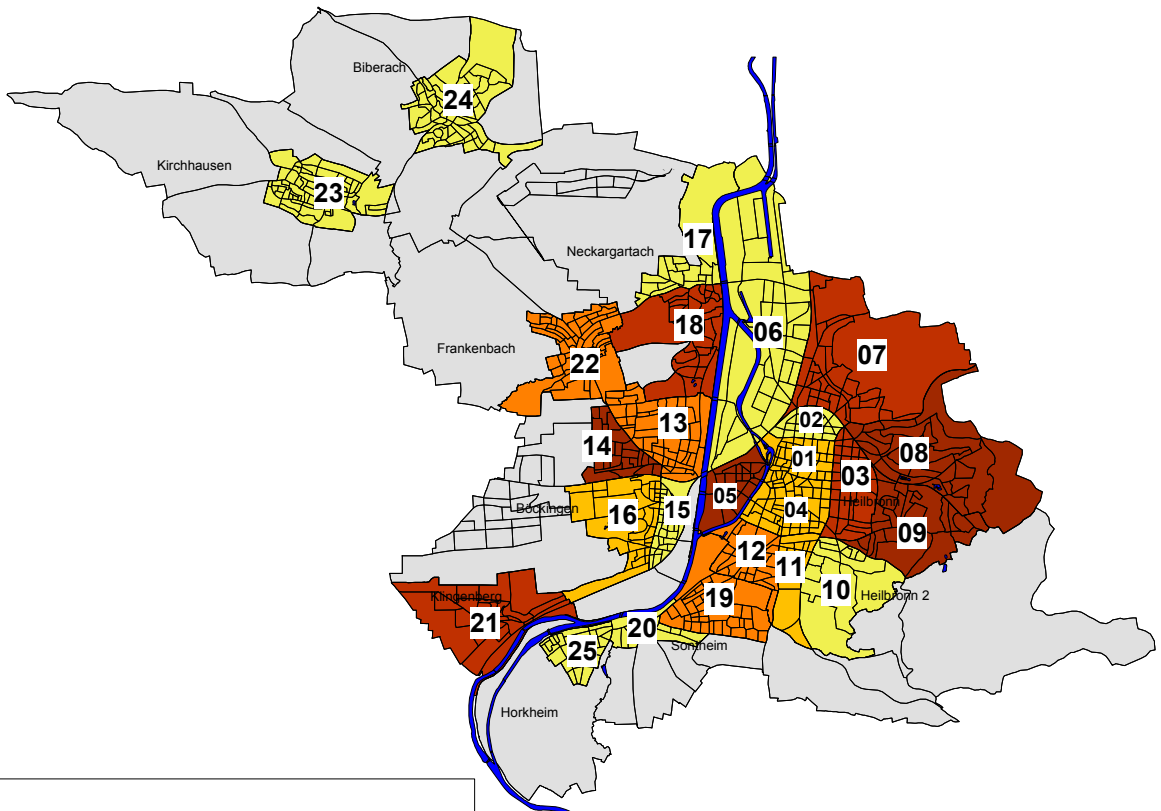 Biberach
24
Kirchhausen
23
17
Neckargartach
18
06
Frankenbach
22
07
13
02
14
01
08
03
05
Heilbronn
16
15
04
Böckingen
09
12
11
10
Klingenberg
19
Heilbronn 2
21
20
25
Sontheim
Horkheim